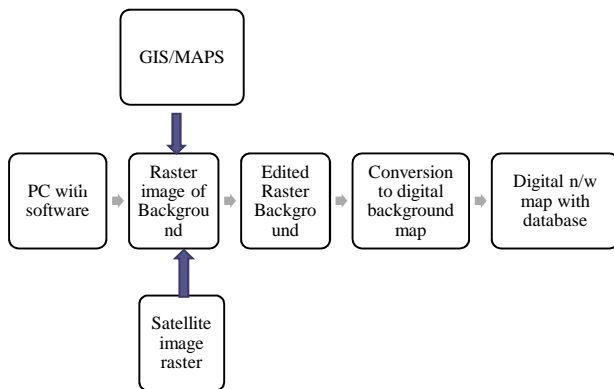 GIS/MAPS
PC with
software
Raster
image of
Backgrou
nd
Edited
Raster
Backgro
und
Conversion
to digital
background
map
Digital n/w
map with
database
Satellite
image
raster